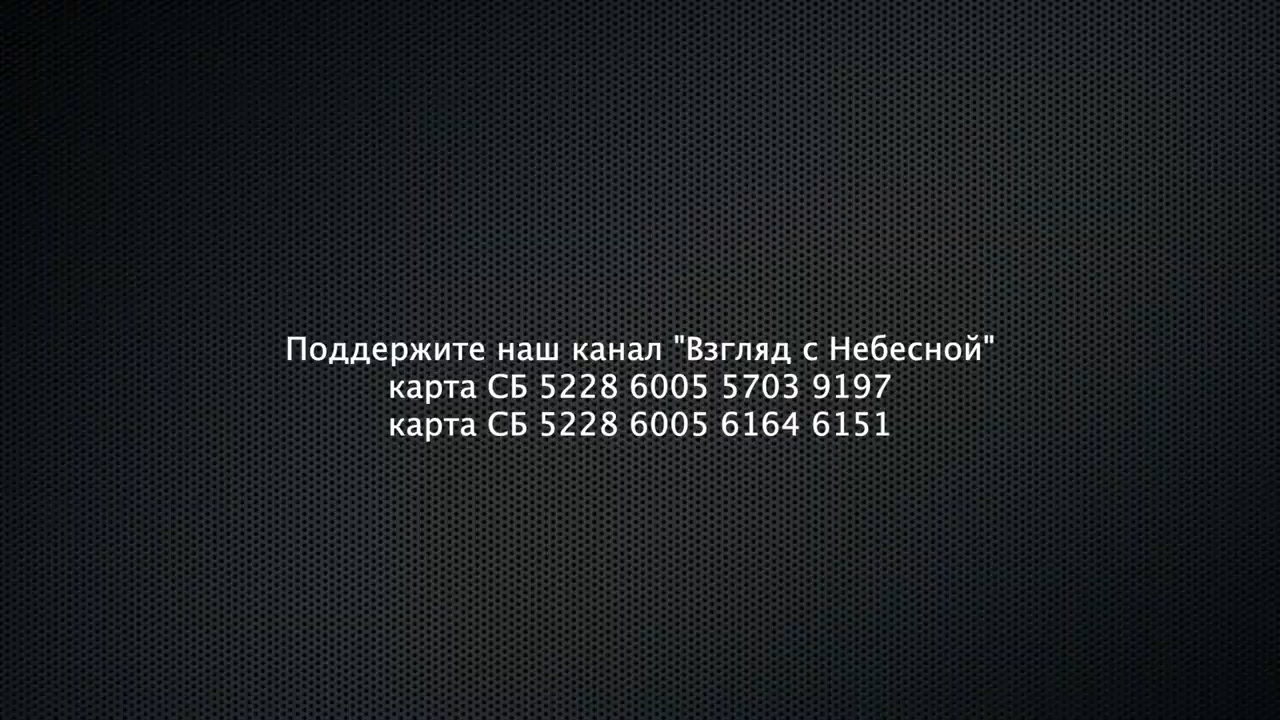 Поддержите наш канал "Взгляд с Небесной"
карта СБ 5228 6005 5703 9197
карта СБ 5228 6005 6164 6151